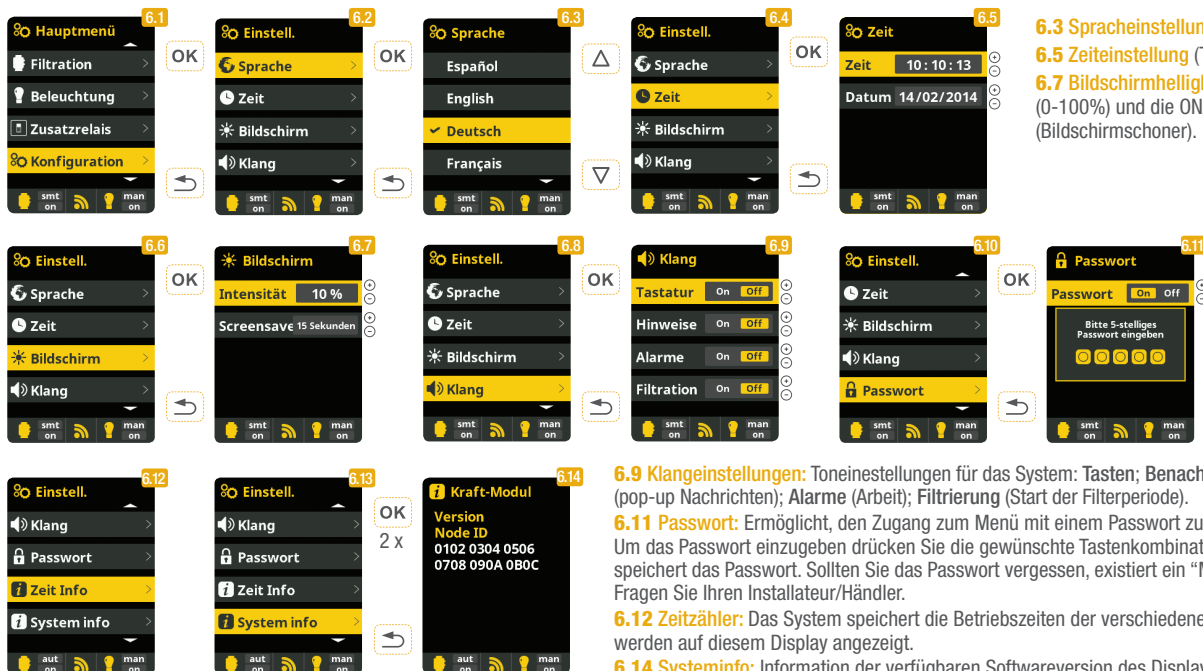 6.1
Hauptmenü
Filtration
Beleuchtung
Zusatzrelais
Konfiguration
smt on
man on
OK
6.2
Einstell.
Sprache
Zeit
Bildschirm
Klang
smt on
man on
OK
6.3
Sprache
Español
English
Deutsch
Français
smt on
man on
6.4
Einstell.
Sprache
Zeit
Bildschirm
Klang
smt on
man on
OK
6.5
Zeit
Zeit 10:10:13
Datum 14/02/2014
smt on
man on
6.3 Spracheinstellun
6.5 Zeiteinstellung (
6.7 Bildschirmhellig
(0-100%) und die ON
(Bildschirmschoner).
6.6
Einstell.
Sprache
Zeit
Bildschirm
Klang
smt on
man on
OK
6.7
Bildschirm
Intensität 10 %
Screensave 15 Sekunden
smt on
man on
6.8
Einstell.
Sprache
Zeit
Bildschirm
Klang
smt on
man on
OK
6.9
Klang
Tastatur On Off
Hinweise On Off
Alarme On Off
Filtration On Off
smt on
man on
6.10
Einstell.
Zeit
Bildschirm
Klang
Passwort
smt on
man on
OK
6.11
Passwort
Passwort On Off
Bitte 5-stelliges
Passwort eingeben
smt on
man on
6.12
Einstell.
Klang
Passwort
Zeit Info
System info
aut on
man on
6.13
Einstell.
Klang
Passwort
Zeit Info
System info
aut on
man on
OK
2 x
6.14
Kraft-Modul
Version
Node ID
0102 0304 0506
0708 090A 0B0C
aut on
man on
6.9 Klangeinstellungen: Toneinestellungen für das System: Tasten; Benach
(pop-up Nachrichten); Alarme (Arbeit); Filtrierung (Start der Filterperiode).
6.11 Passwort: Ermöglicht, den Zugang zum Menü mit einem Passwort zu
Um das Passwort einzugeben drücken Sie die gewünschte Tastenkombinat
speichert das Passwort. Sollten Sie das Passwort vergessen, existiert ein “M
Fragen Sie Ihren Installateur/Händler.
6.12 Zeitzähler: Das System speichert die Betriebszeiten der verschiedene
werden auf diesem Display angezeigt.
6.14 Systeminfo: Information der verfügbaren Softwareversion des Display